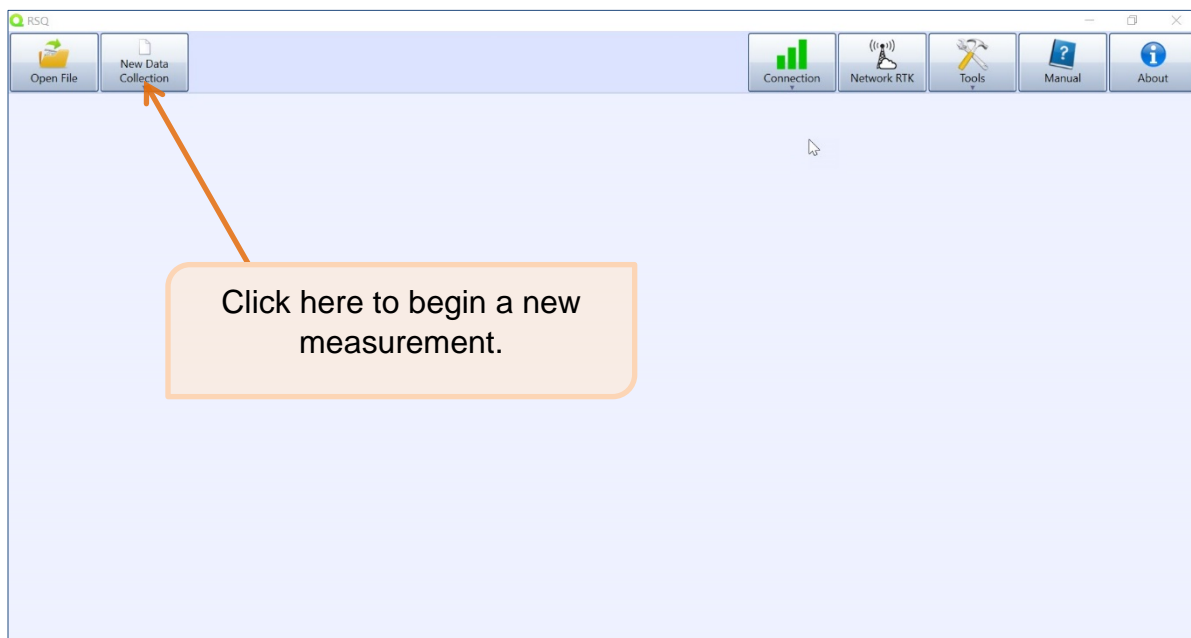 RSQ
Open File
New Data
Collection
Connection
Network RTK
Tools
Manual
About
Click here to begin a new
measurement.